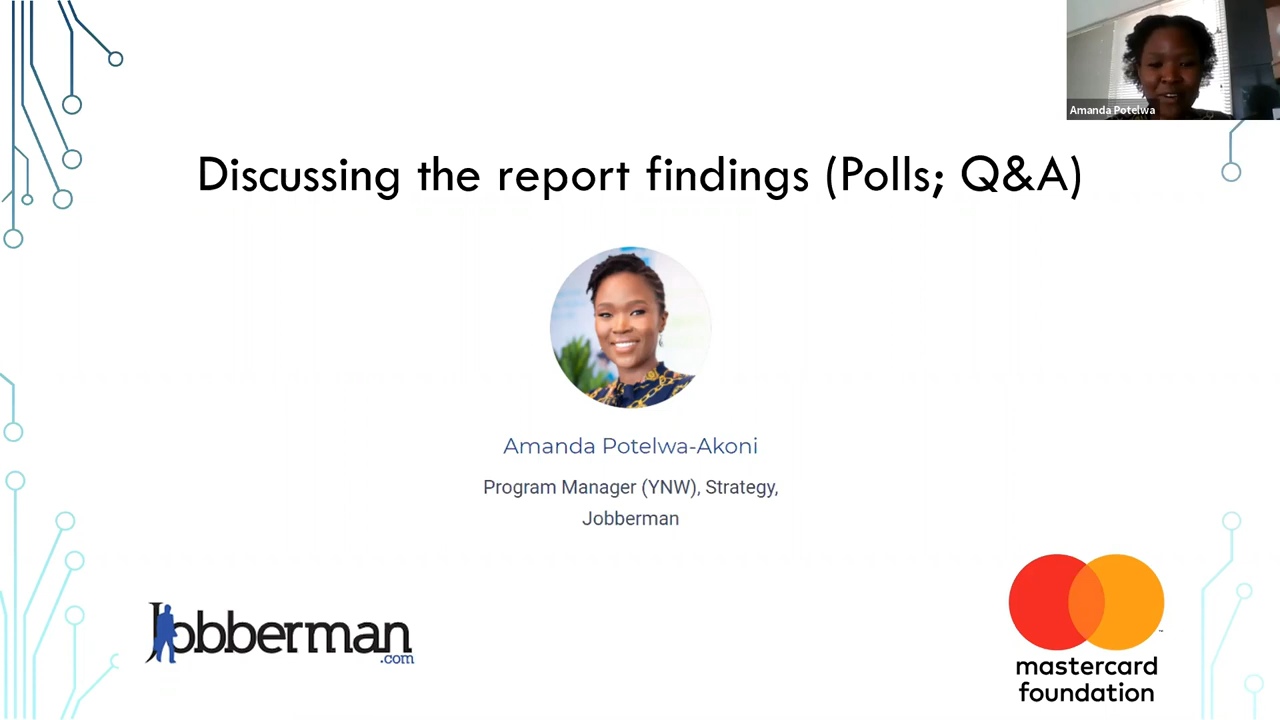 Amanda Potelwa
Discussing the report findings (Polls; Q&A)
Amanda Potelwa-Akoni
Program Manager (YNW), Strategy,
Jobberman
Jobberman
.com
mastercard
foundation